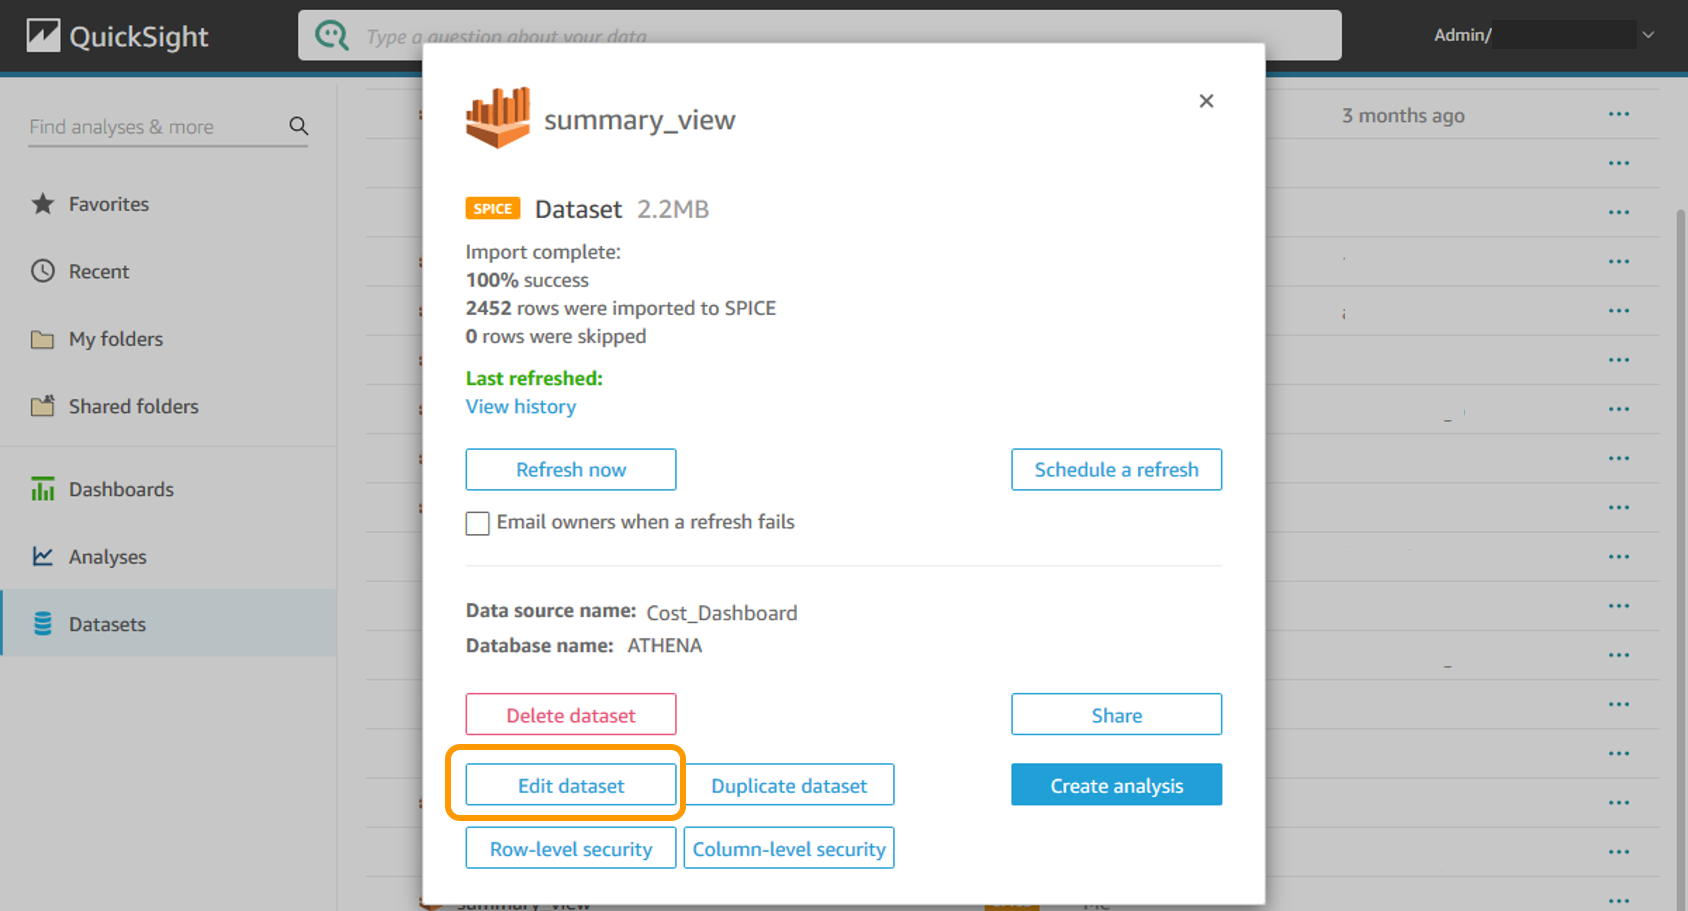 QuickSight
Type a question about your data
Admin/
Find analyses & more
Favorites
Recent
My folders
Shared folders
Dashboards
Analyses
Datasets
3 months ago
summary_view
SPICE Dataset 2.2MB
Import complete:
100% success
2452 rows were imported to SPICE
0 rows were skipped
Last refreshed:
View history
Refresh now
Schedule a refresh
Email owners when a refresh fails
Data source name: Cost_Dashboard
Database name: ATHENA
Delete dataset
Share
Edit dataset
Duplicate dataset
Create analysis
Row-level security
Column-level security
summary_view